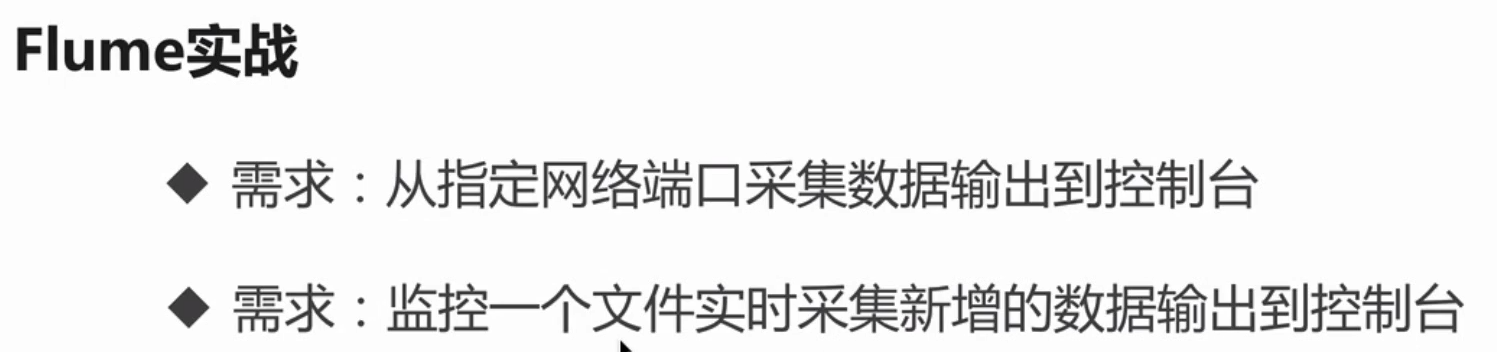 Flume实战
◆ 需求：从指定网络端口采集数据输出到控制台
◆ 需求：监控一个文件实时采集新增的数据输出到控制台